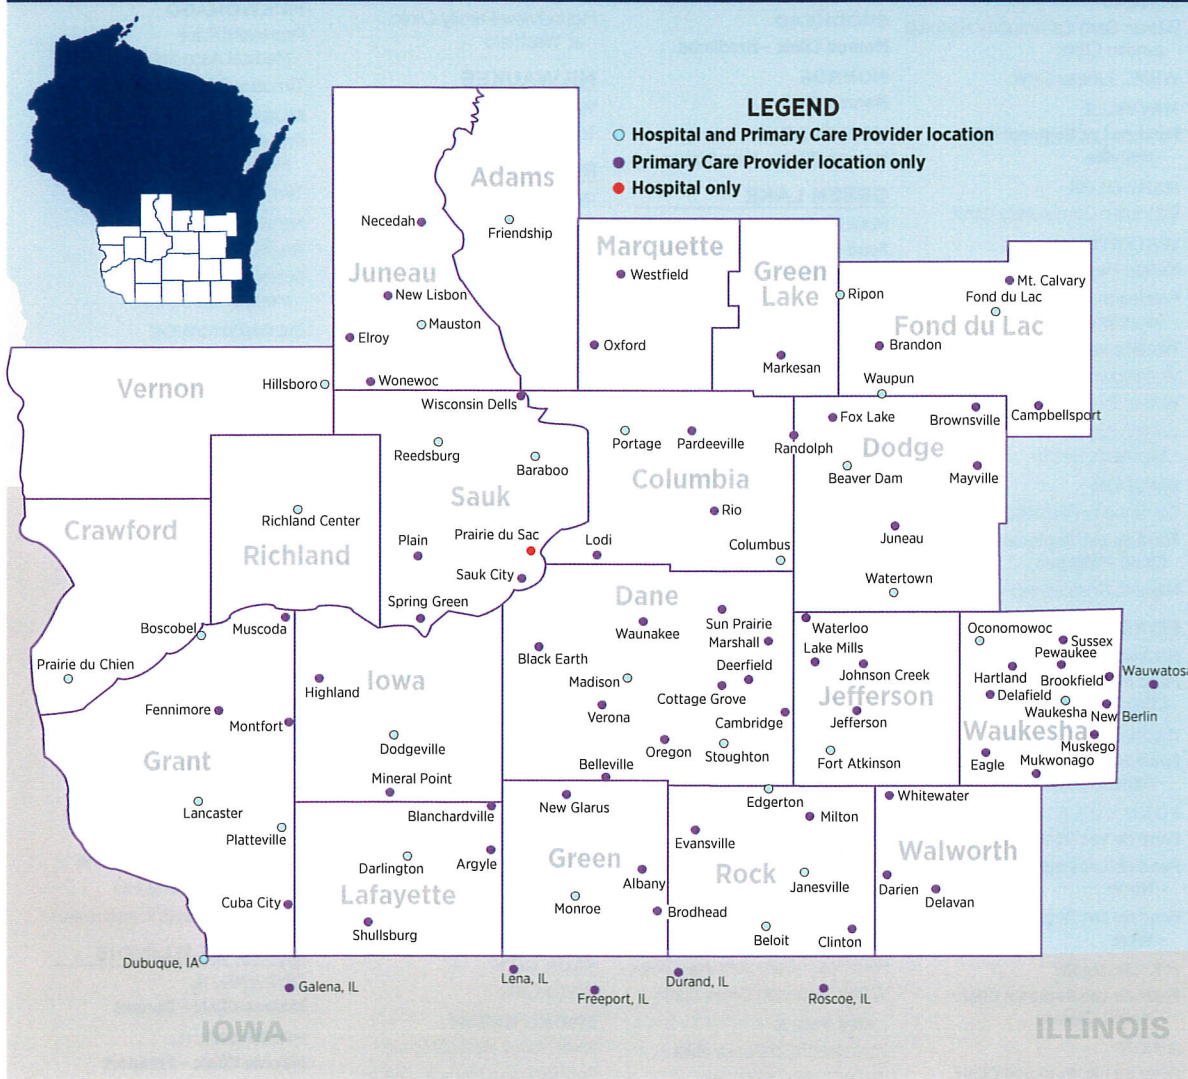 LEGEND
Hospital and Primary Care Provider location
Primary Care Provider location only
Hospital only
Adams
Necedah
Friendship
Juneau
New Lisbon
Mauston
Elroy
Wonewoc
Marquette
Westfield
Oxford
Green
Lake
Markesan
Ripon
Mt. Calvary
Fond du Lac
Fond du Lac
Brandon
Waupun
Campbellsport
Vernon
Hillsboro
Wisconsin Dells
Reedsburg
Baraboo
Sauk
Prairie du Sac
Plain
Sauk City
Spring Green
Portage
Pardeeville
Columbia
Rio
Lodi
Columbus
Randolph
Fox Lake
Brownsville
Dodge
Beaver Dam
Mayville
Juneau
Watertown
Crawford
Richland Center
Richland
Boscobel
Muscoda
Prairie du Chien
Fennimore
Montfort
Grant
Lancaster
Platteville
Cuba City
Dubuque, IA
Highland
Iowa
Dodgeville
Mineral Point
Dane
Waunakee
Sun Prairie
Marshall
Black Earth
Deerfield
Madison
Cottage Grove
Verona
Cambridge
Oregon
Stoughton
Belleville
Waterloo
Lake Mills
Johnson Creek
Jefferson
Jefferson
Fort Atkinson
Oconomowoc
Sussex
Pewaukee
Hartland
Brookfield
Wauwatosa
Delafield
Waukesha
New Berlin
Waukesha
Muskego
Eagle
Mukwonago
Blanchardville
Darlington
Argyle
Lafayette
Shullsburg
New Glarus
Green
Albany
Monroe
Brodhead
Edgerton
Milton
Evansville
Rock
Janesville
Beloit
Clinton
Whitewater
Walworth
Darien
Delavan
Galena, IL
Lena, IL
Freeport, IL
Durand, IL
Roscoe, IL
IOWA
ILLINOIS